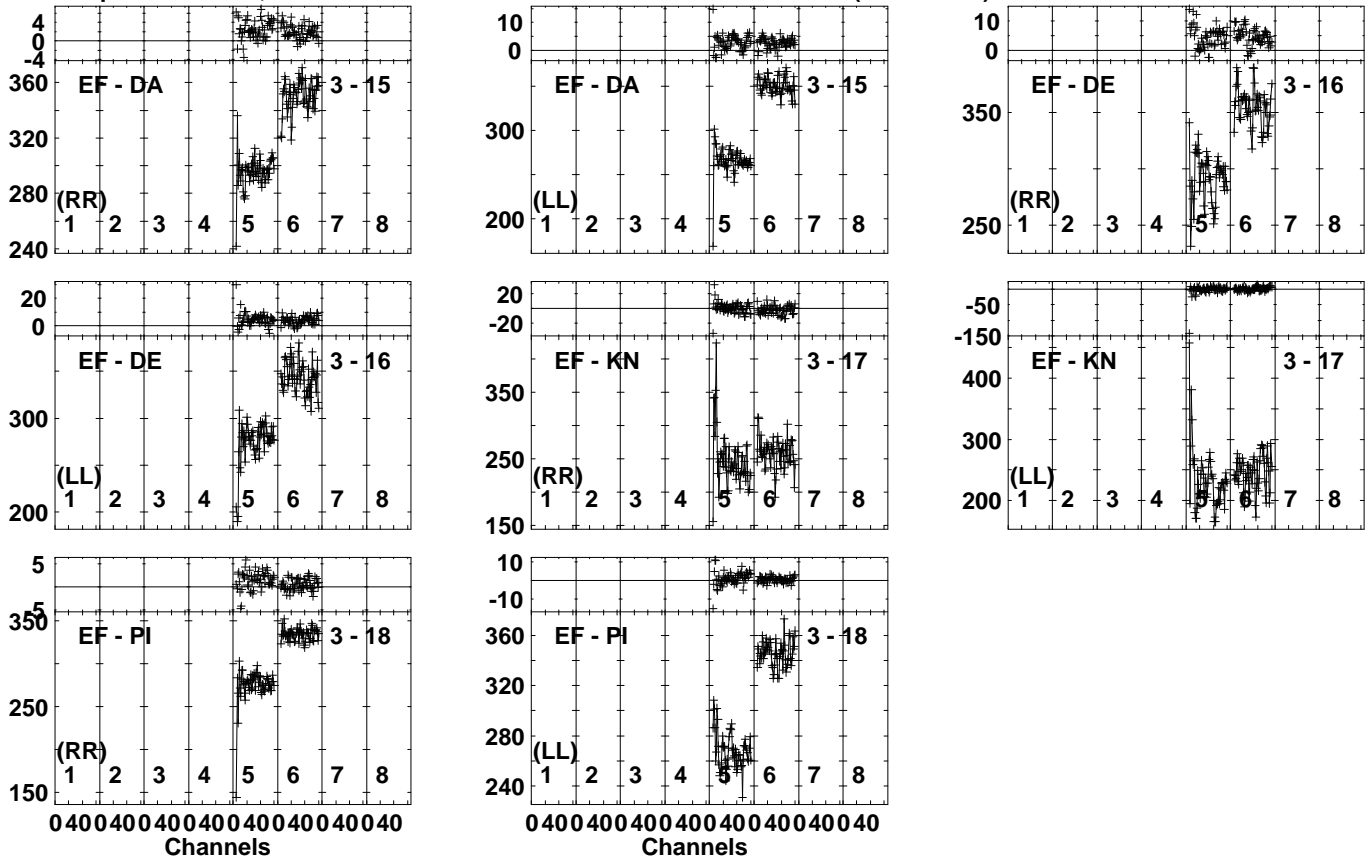 4
0
-4
360
320
280
240
EF - DA 3 - 15
(RR)
1 2 3 4 5 6 7 8
10
0
300
200
EF - DA 3 - 15
(LL)
1 2 3 4 5 6 7 8
10
0
350
250
EF - DE 3 - 16
(RR)
1 2 3 4 5 6 7 8
20
0
300
200
EF - DE 3 - 16
(LL)
1 2 3 4 5 6 7 8
20
-20
350
250
150
EF - KN 3 - 17
(RR)
1 2 3 4 5 6 7 8
-50
-150
400
300
200
EF - KN 3 - 17
(LL)
1 2 3 4 5 6 7 8
5
-5
350
250
150
EF - PI 3 - 18
(RR)
1 2 3 4 5 6 7 8
0 40 0 40 0 40 0 40 0 40 0 40 0 40 0 40
Channels
10
-10
360
320
280
240
EF - PI 3 - 18
(LL)
1 2 3 4 5 6 7 8
0 40 0 40 0 40 0 40 0 40 0 40 0 40 0 40
Channels